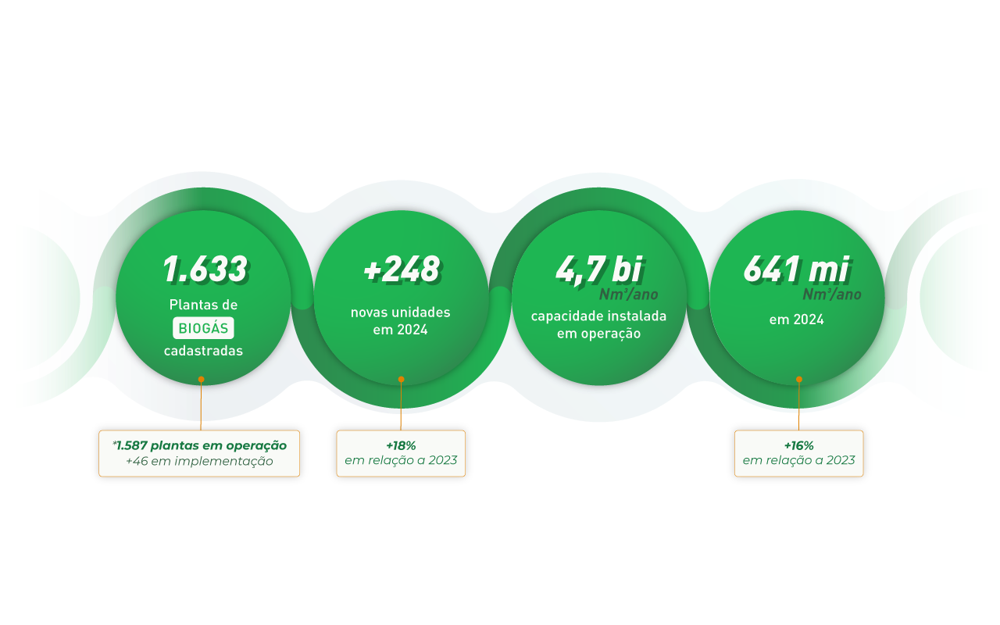 1.633
Plantas de
BIOGÁS
cadastradas
*1.587 plantas em operação
+46 em implementação
+248
novas unidades
em 2024
+18%
em relação a 2023
4,7 bi
Nm³/ano
capacidade instalada
em operação
641 mi
Nm³/ano
em 2024
+16%
em relação a 2023